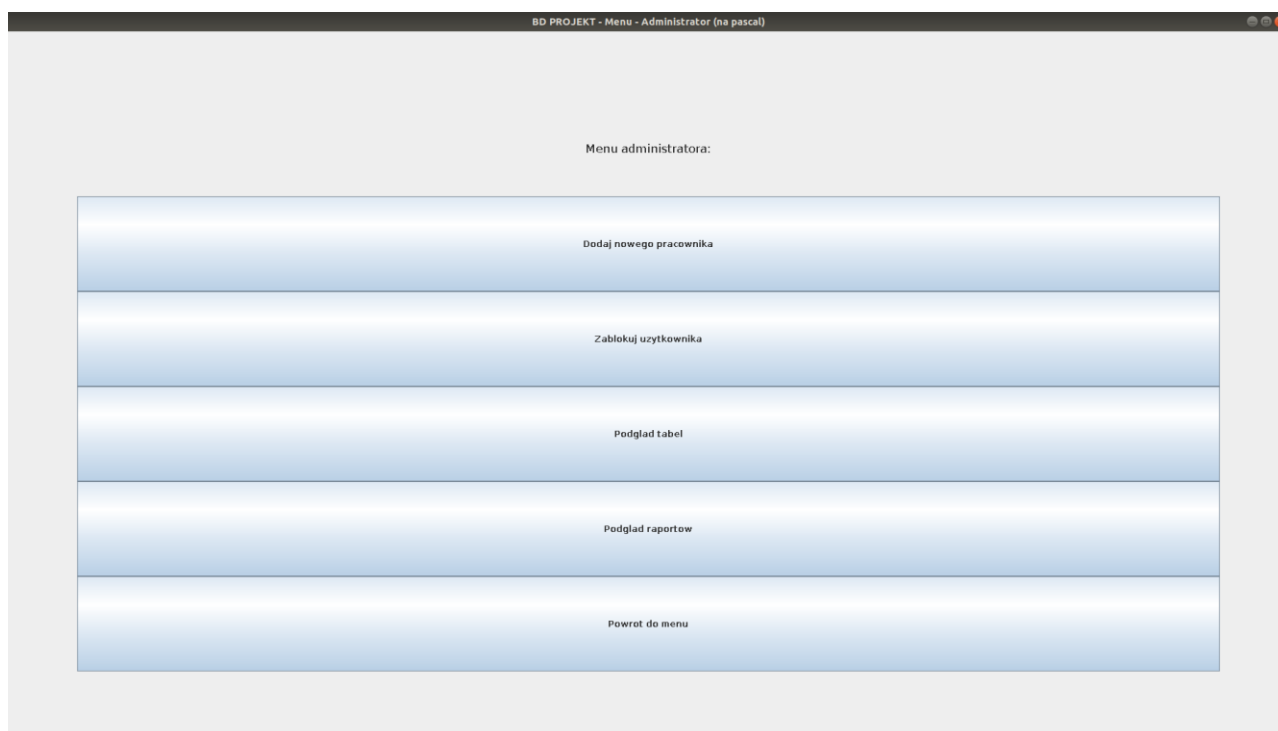 BD PROJEKT - Menu - Administrator (na pascal)
Menu administratora:
Dodaj nowego pracownika
Zablokuj uzytkownika
Podglad tabel
Podglad raportow
Powrot do menu